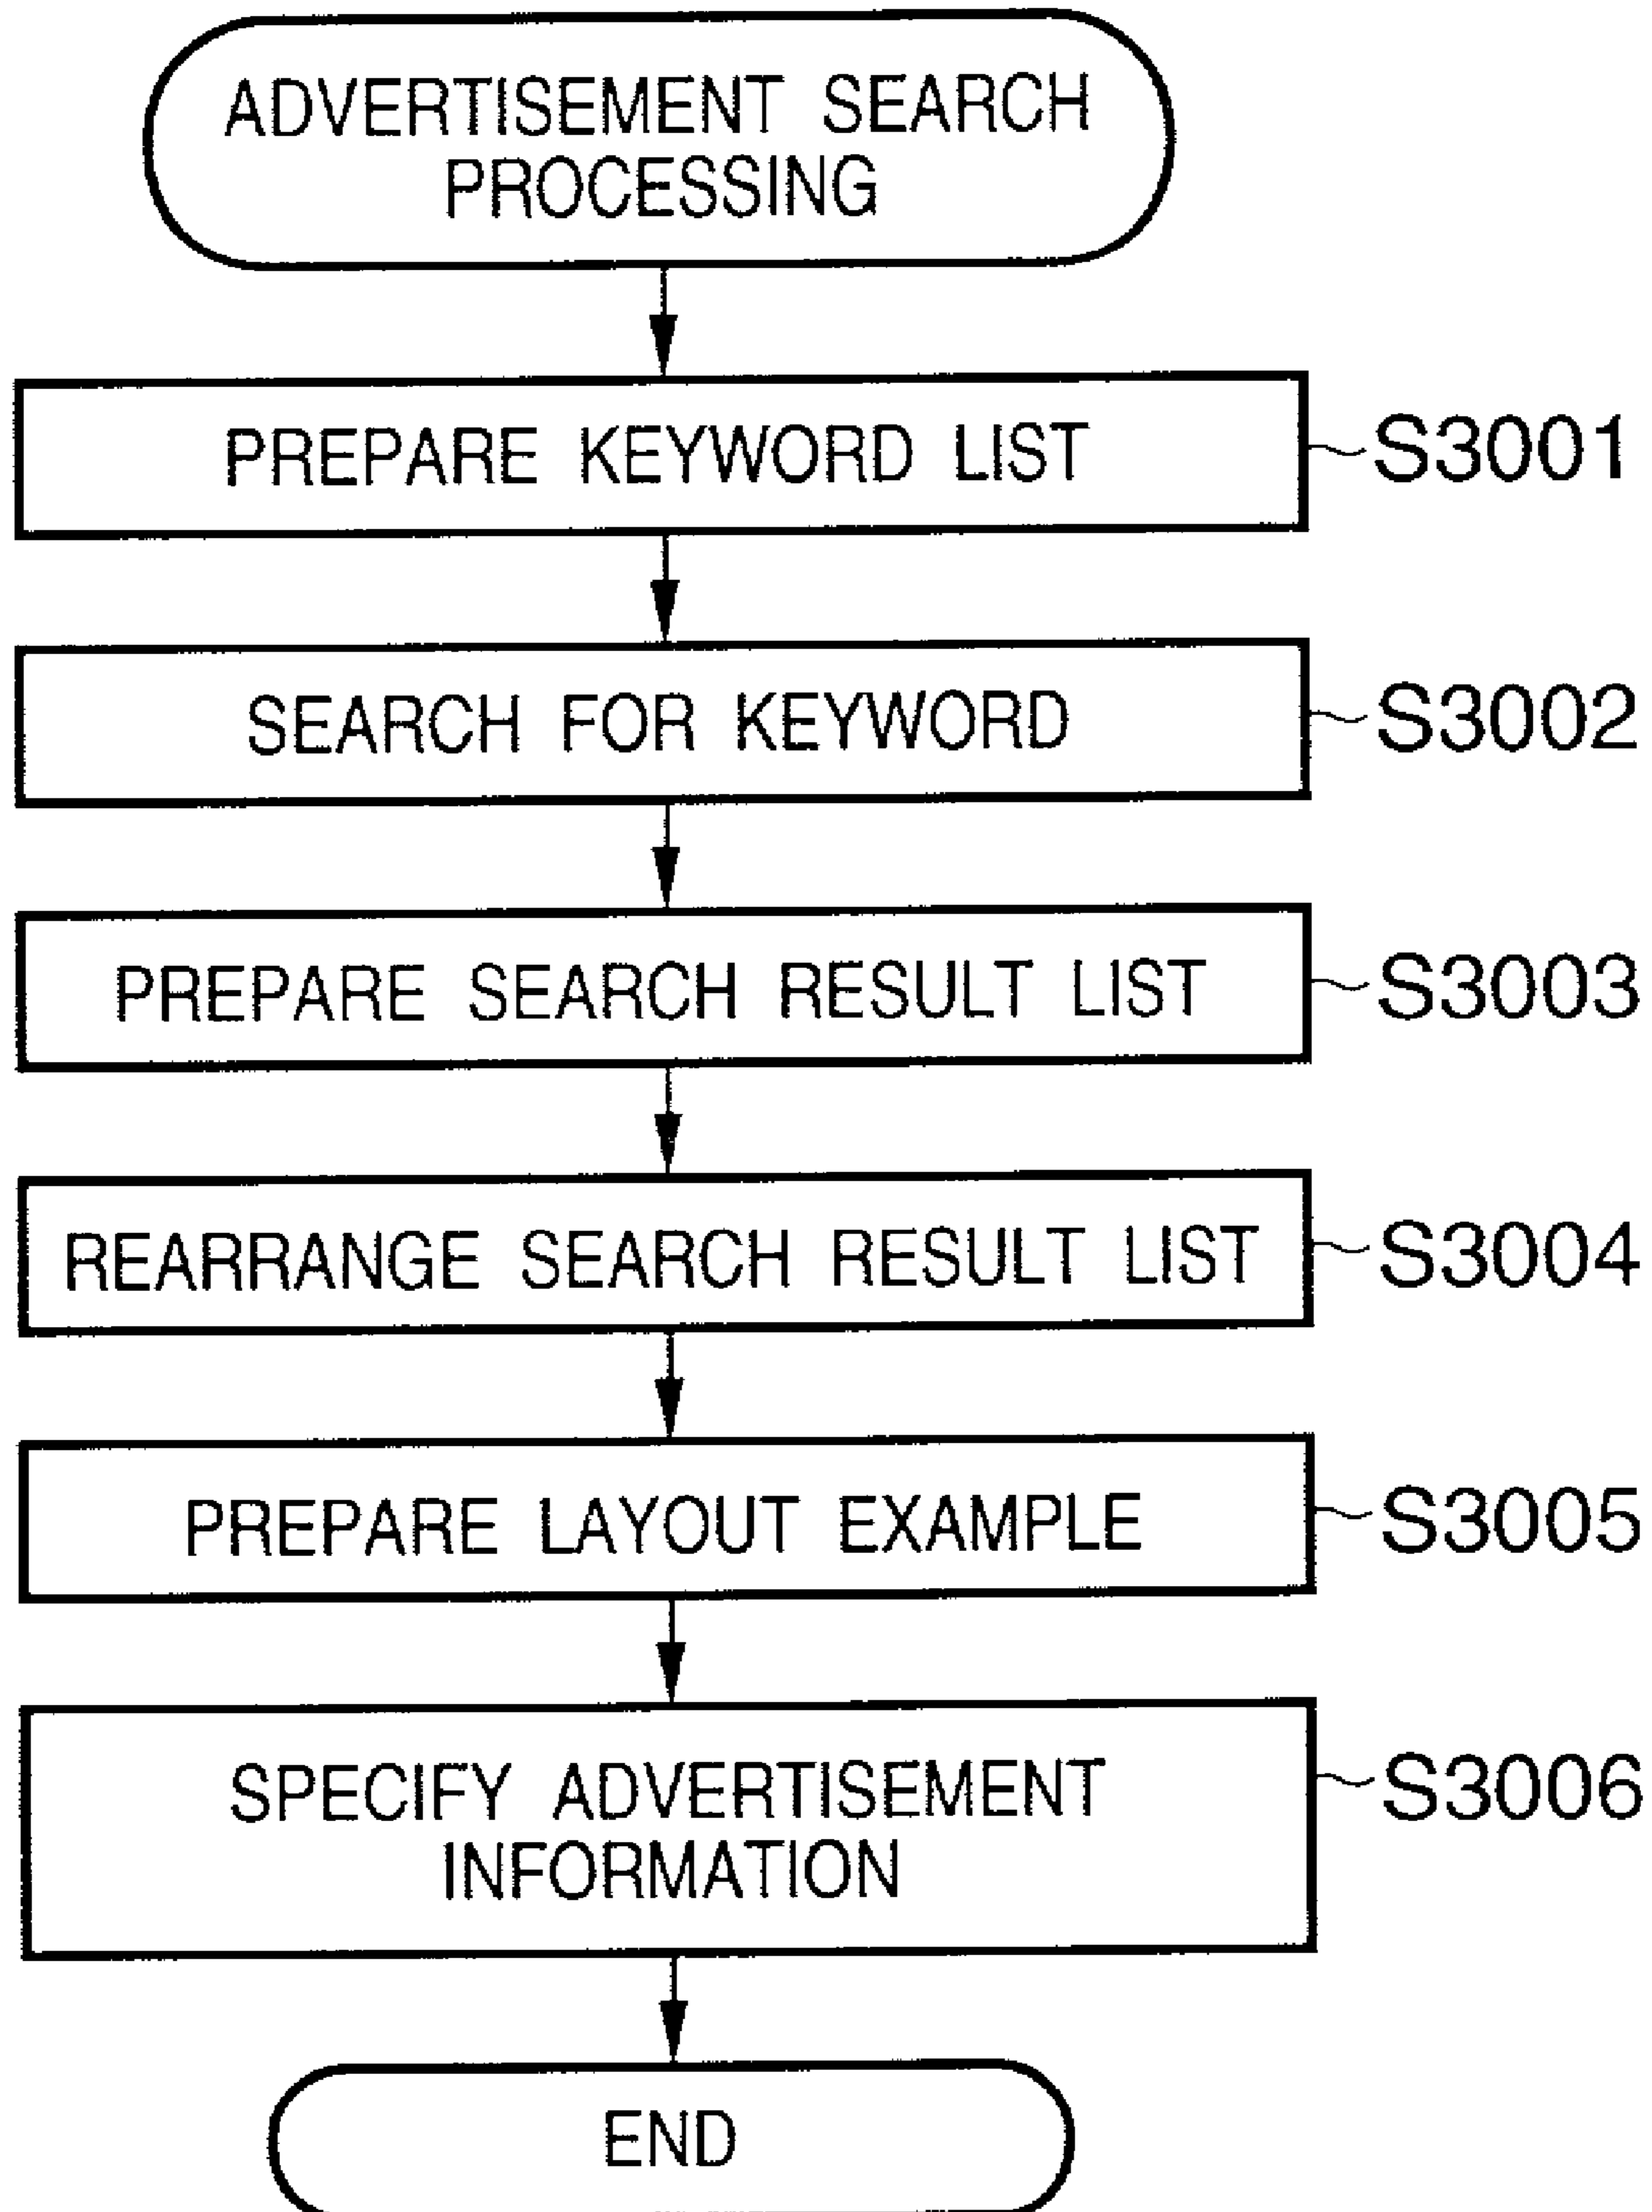 ADVERTISEMENT SEARCH
PROCESSING
PREPARE KEYWORD LIST
S3001
SEARCH FOR KEYWORD
S3002
PREPARE SEARCH RESULT LIST
S3003
REARRANGE SEARCH RESULT LIST
S3004
PREPARE LAYOUT EXAMPLE
S3005
SPECIFY ADVERTISEMENT
INFORMATION
S3006
END